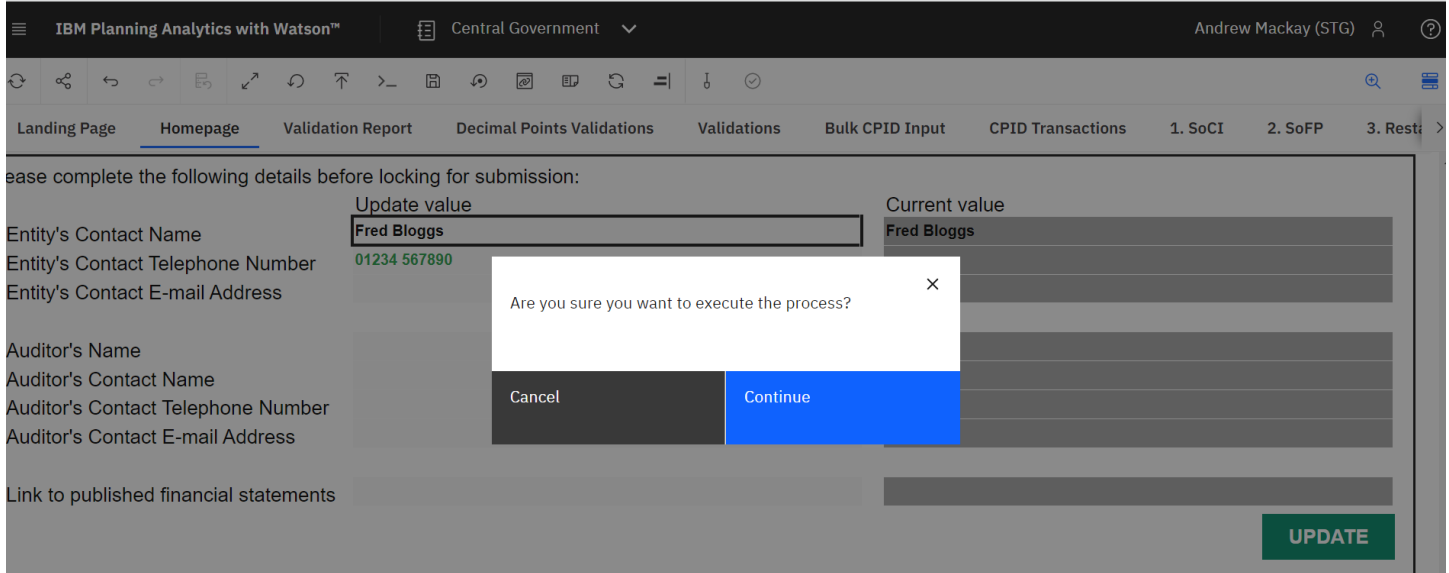 IBM Planning Analytics with Watson™ Central Government Andrew Mackay (STG)
Landing Page Homepage Validation Report Decimal Points Validations Validations Bulk CPID Input CPID Transactions 1. SoCI 2. SoFP 3. Resta
ease complete the following details before locking for submission:
Update value Current value
Entity's Contact Name Fred Bloggs Fred Bloggs
Entity's Contact Telephone Number 01234 567890
Entity's Contact E-mail Address
Are you sure you want to execute the process?
Auditor's Name
Auditor's Contact Name
Cancel Continue
Auditor's Contact Telephone Number
Auditor's Contact E-mail Address
Link to published financial statements
UPDATE